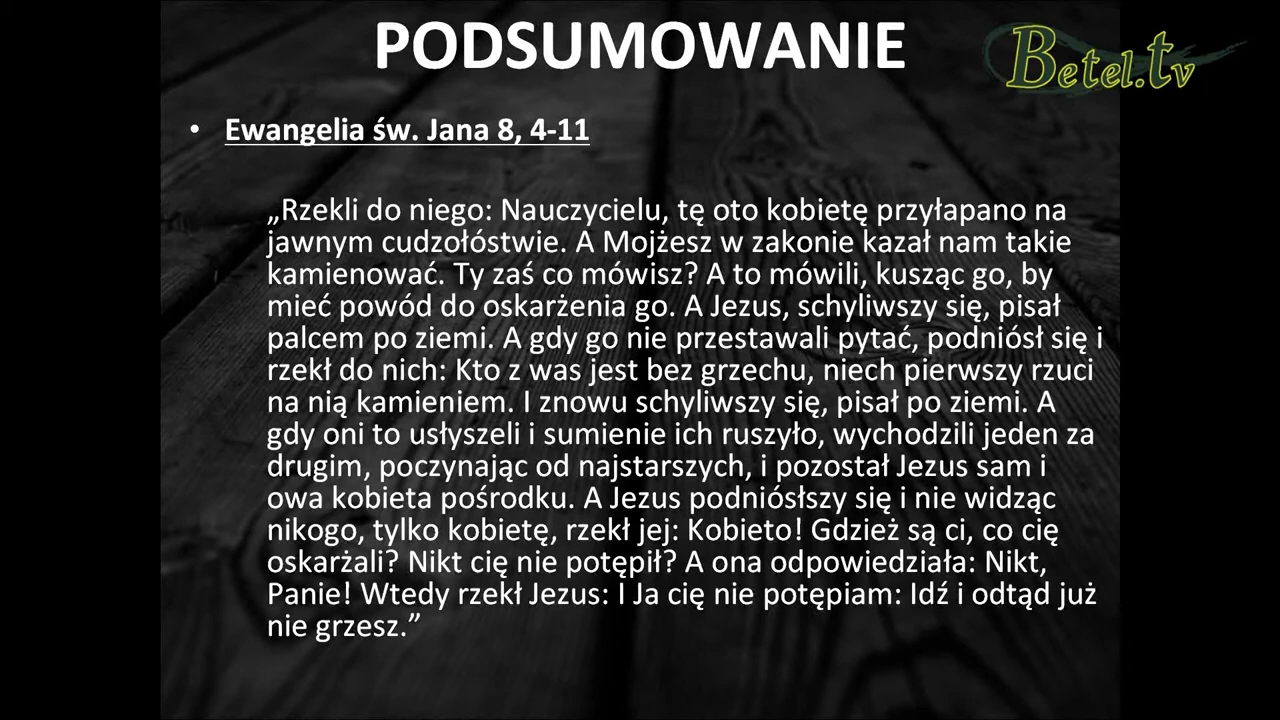 PODSUMOWANIE
Betel.tv
• Ewangelia św. Jana 8, 4-11
„Rzekli do niego: Nauczycielu, tę oto kobietę przyłapano na
jawnym cudzołóstwie. A Mojżesz w zakonie kazał nam takie
kamienować. Ty zaś co mówisz? A to mówili, kusząc go, by
mieć powód do oskarżenia go. A Jezus, schyliwszy się, pisał
palcem po ziemi. A gdy go nie przestawali pytać, podniósł się i
rzekł do nich: Kto z was jest bez grzechu, niech pierwszy rzuci
na nią kamieniem. I znowu schyliwszy się, pisał po ziemi. A
gdy oni to usłyszeli i sumienie ich ruszyło, wychodzili jeden za
drugim, poczynając od najstarszych, i pozostał Jezus sam i
owa kobieta pośrodku. A Jezus podniósłszy się i nie widząc
nikogo, tylko kobietę, rzekł jej: Kobieto! Gdzież są ci, co cię
oskarżali? Nikt cię nie potępił? A ona odpowiedziała: Nikt,
Panie! Wtedy rzekł Jezus: I Ja cię nie potępiam: Idź i odtąd już
nie grzesz.”